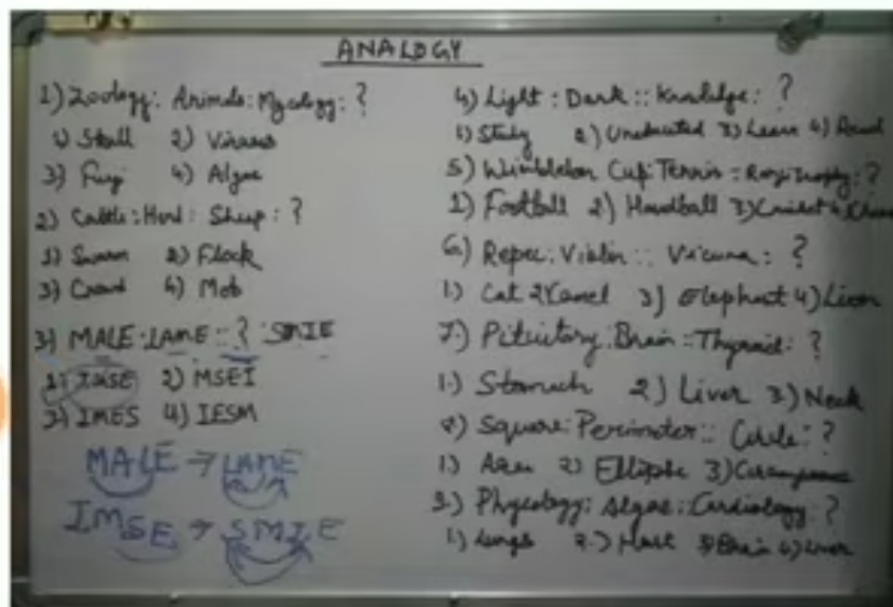 ANALOGY
1) Zoology: Animals: Mycology: ?
1) Stall 2) Viruses
3) Fugi 4) Algae
2) Cattle: Herd: Sheep: ?
1) Swarm 2) Flock
3) Crowd 4) Mob
3) MALE: LAME :: ? : SMIE
1) IMSE 2) MSEI
3) IMES 4) IESM
MALE → LAME
IMSE → SMIE
4) Light : Dark :: Knowledge : ?
1) Study 2) Uneducated 3) Learn 4) Read
5) Wimbledon Cup: Tennis :: Ranji trophy: ?
1) Football 2) Handball 3) Cricket
6) : Violin :: Vicuna : ?
1) Cat 2) Camel 3) Elephant 4) Lion
7.) Pituitary: Brain :: Thyroid: ?
1.) Stomach 2.) Liver 3.) Neck
8) Square: Perimeter :: Circle: ?
1) Area 2) Ellipse
9.) Phycology: Algae: Cardiology: ?
1.) Lungs 2.) Heart 3) Brain 4) Liver